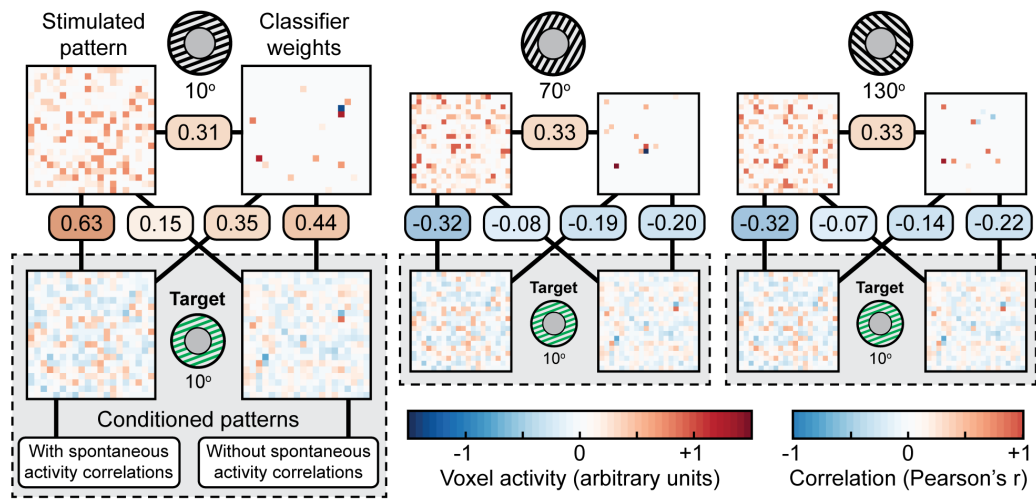 Stimulated
pattern
Classifier
weights
10°
0.31
0.63
0.15
0.35
0.44
Target
10°
Conditioned patterns
With spontaneous
activity correlations
Without spontaneous
activity correlations
70°
0.33
-0.32
-0.08
-0.19
-0.20
Target
10°
130°
0.33
-0.32
-0.07
-0.14
-0.22
Target
10°
-1 0 +1
Voxel activity (arbitrary units)
-1 0 +1
Correlation (Pearson's r)